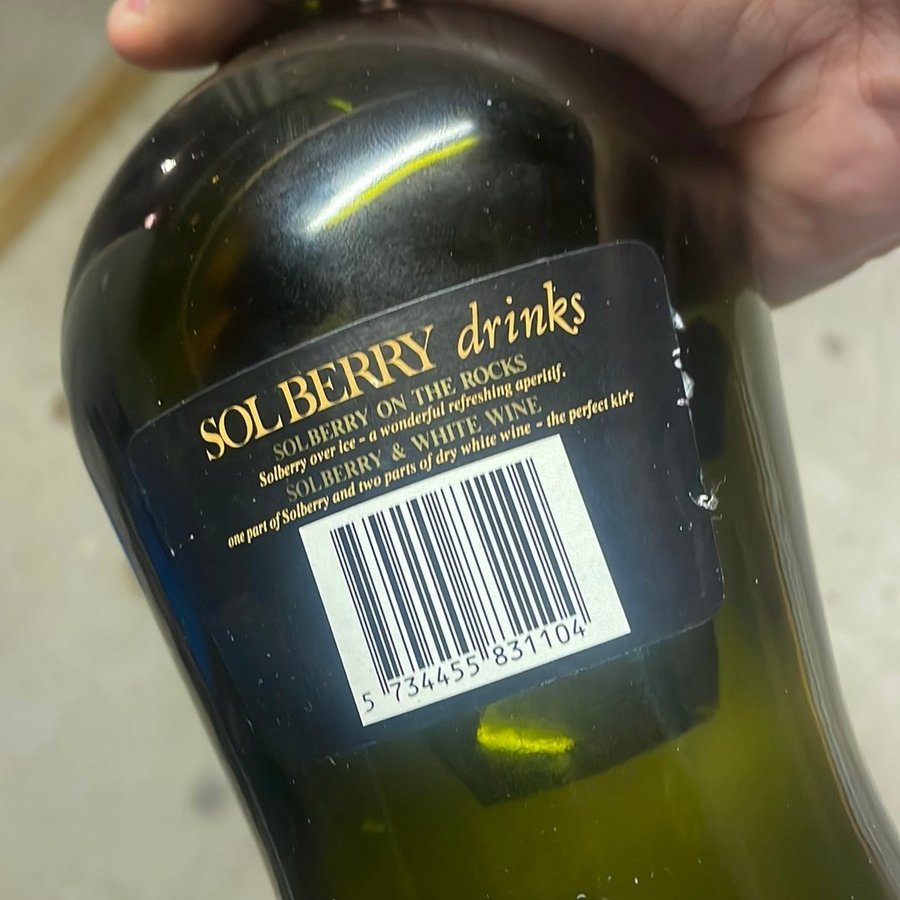 SOLBERRY drinks
SOLBERRY ON THE ROCKS
Solberry over ice - a wonderful refreshing aperitif.
SOLBERRY & WHITE WINE
one part of Solberry and two parts of dry white wine - the perfect kir'r
5 734455 831104